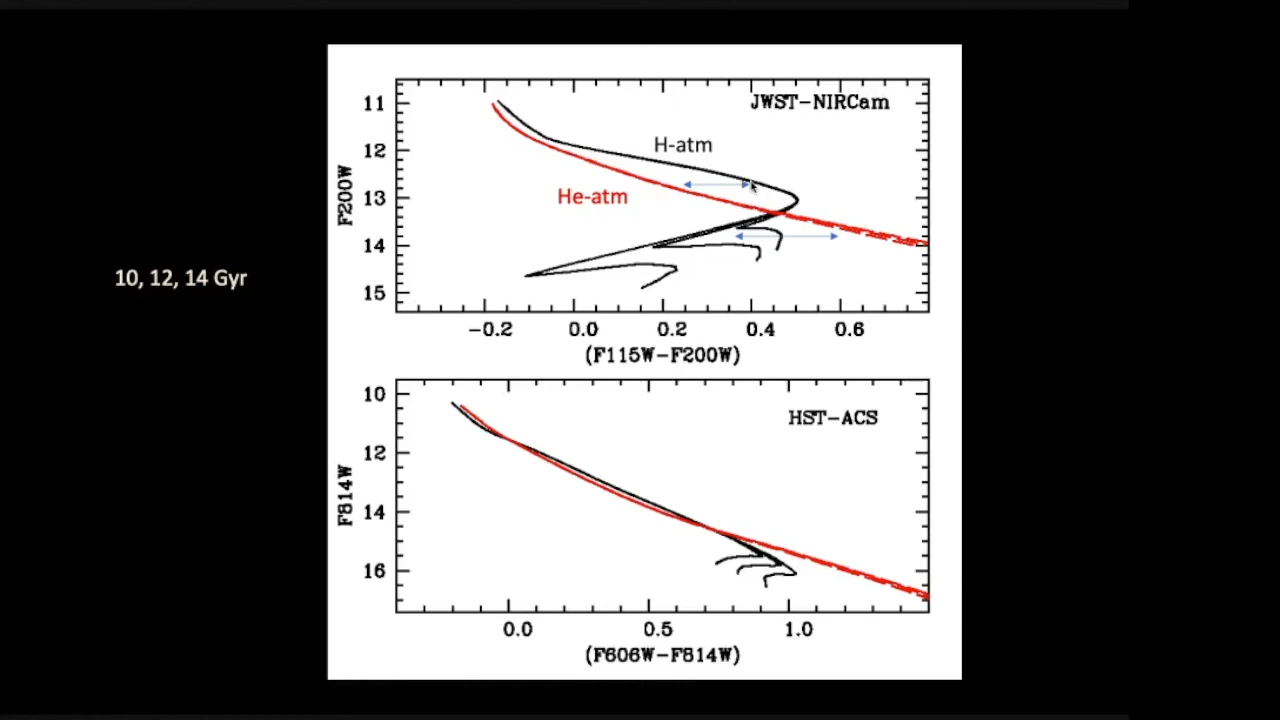 10, 12, 14 Gyr
JWST-NIRCam
H-atm
He-atm
F200W
11
12
13
14
15
-0.2 0.0 0.2 0.4 0.6
(F115W-F200W)
HST-ACS
F814W
10
12
14
16
0.0 0.5 1.0
(F606W-F814W)